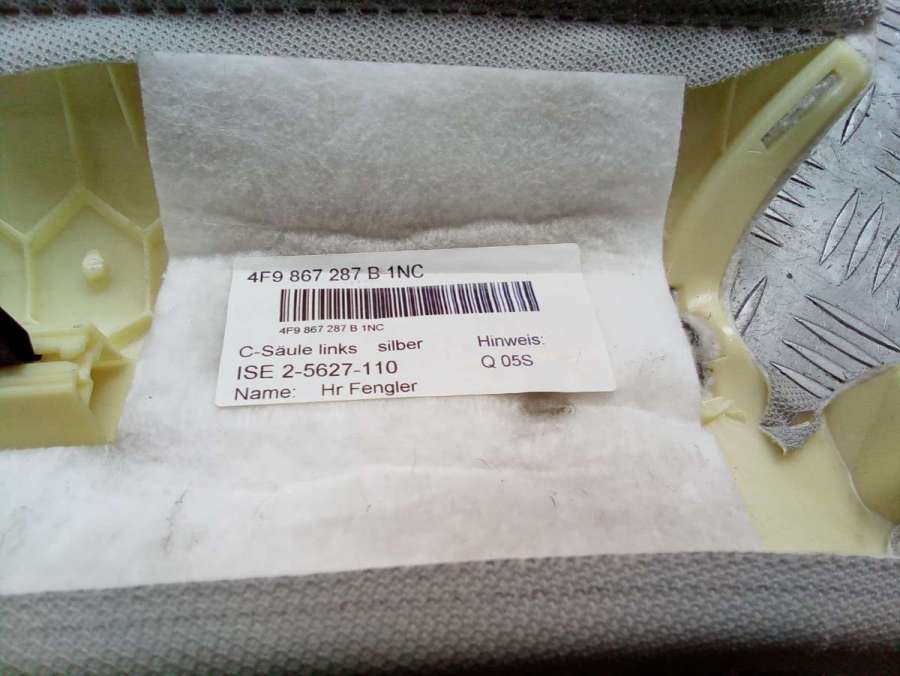 4F9 867 287 B 1NC
4F9 867 287 B 1NC
C-Säule links silber
Hinweis:
ISE 2-5627-110
Q 05S
Name: Hr Fengler